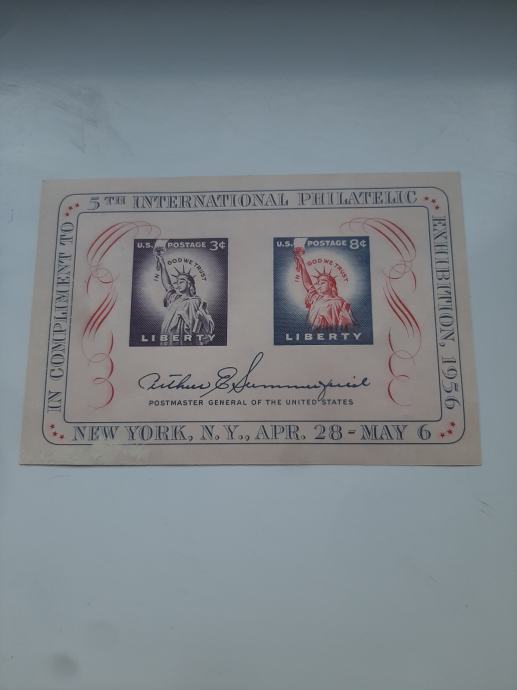 5TH INTERNATIONAL PHILATELIC
EXHIBITION, 1956
IN COMPLIMENT TO
U.S. POSTAGE 3¢
IN GOD WE TRUST
LIBERTY
U.S. POSTAGE 8¢
IN GOD WE TRUST
LIBERTY
Arthur E. Summerfield
POSTMASTER GENERAL OF THE UNITED STATES
NEW YORK, N.Y., APR. 28 - MAY 6